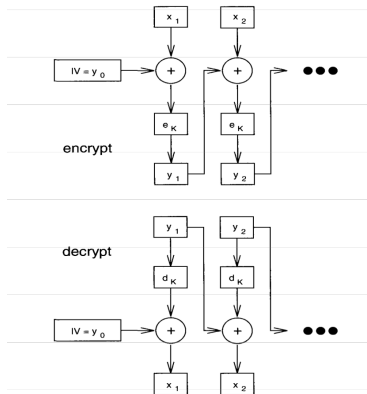 x 1 x 2
IV = y 0 + +
e K e K
encrypt
y 1 y 2
y 1 y 2
decrypt
d K d K
IV = y 0 + +
x 1 x 2